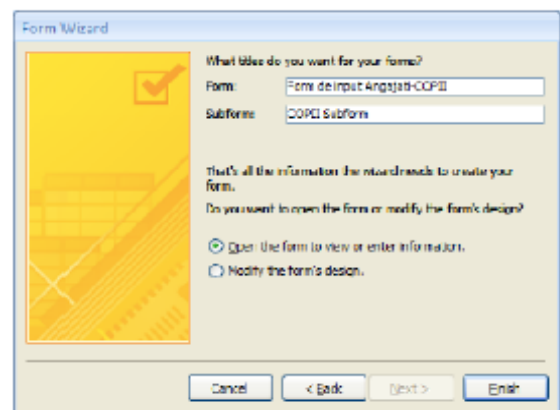 Form Wizard
What titles do you want for your forms?
Form: Form de input Angajati-COPII
Subform: COPII Subform
That's all the information the wizard needs to create your
form.
Do you want to open the form or modify the form's design?
Open the form to view or enter information.
Modify the form's design.
Cancel < Back Next > Finish